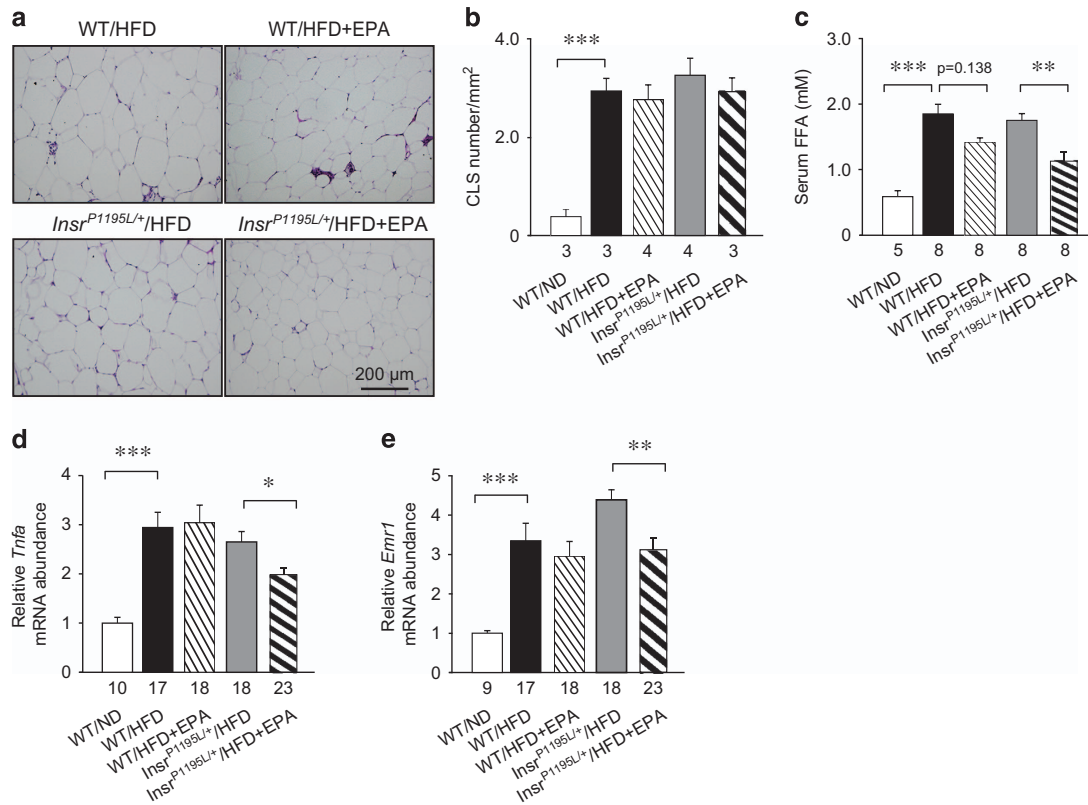 a
WT/HFD
WT/HFD+EPA
Insr^P1195L/+/HFD
Insr^P1195L/+/HFD+EPA
200 µm
b
CLS number/mm²
4.0
2.0
0
***
3 3 4 4 3
WT/ND
WT/HFD
WT/HFD+EPA
Insr^P1195L/+/HFD
Insr^P1195L/+/HFD+EPA
c
Serum FFA (mM)
3.0
2.0
1.0
0
*** p=0.138 **
5 8 8 8 8
WT/ND
WT/HFD
WT/HFD+EPA
Insr^P1195L/+/HFD
Insr^P1195L/+/HFD+EPA
d
Relative Tnfa
mRNA abundance
4
3
2
1
0
***
*
10 17 18 18 23
WT/ND
WT/HFD
WT/HFD+EPA
Insr^P1195L/+/HFD
Insr^P1195L/+/HFD+EPA
e
Relative Emr1
mRNA abundance
5
4
3
2
1
0
***
**
9 17 18 18 23
WT/ND
WT/HFD
WT/HFD+EPA
Insr^P1195L/+/HFD
Insr^P1195L/+/HFD+EPA